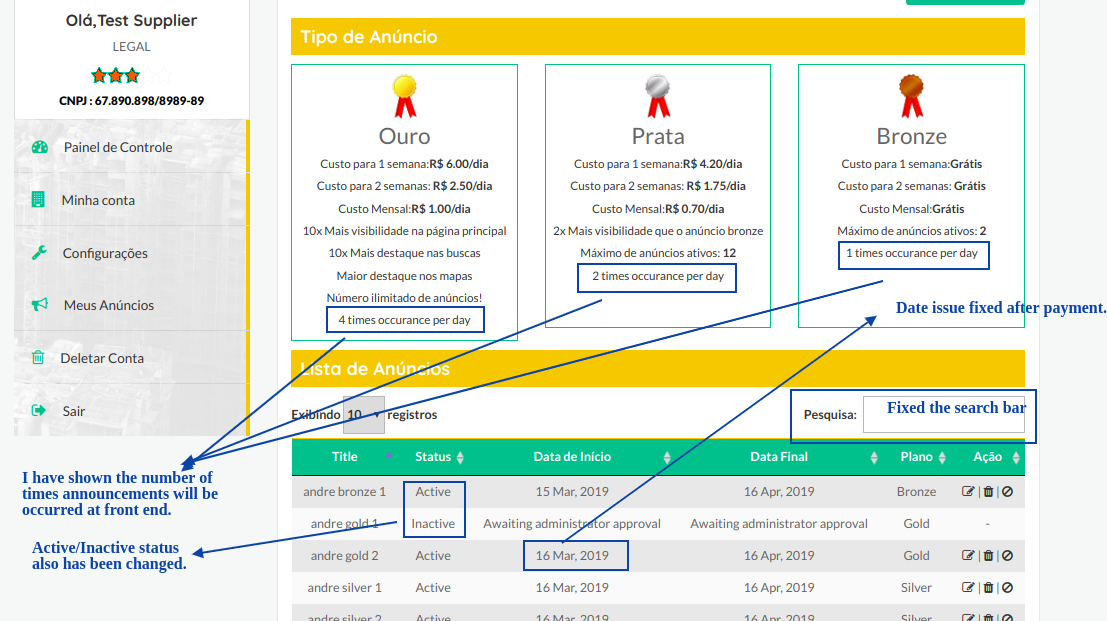 Olá,Test Supplier
LEGAL
CNPJ : 67.890.898/8989-89
Painel de Controle
Minha conta
Configurações
Meus Anúncios
Deletar Conta
Sair
Tipo de Anúncio
Ouro
Custo para 1 semana:R$ 6.00/dia
Custo para 2 semanas: R$ 2.50/dia
Custo Mensal:R$ 1.00/dia
10x Mais visibilidade na página principal
10x Mais destaque nas buscas
Maior destaque nos mapas
Número ilimitado de anúncios!
4 times occurance per day
Prata
Custo para 1 semana:R$ 4.20/dia
Custo para 2 semanas: R$ 1.75/dia
Custo Mensal:R$ 0.70/dia
2x Mais visibilidade que o anúncio bronze
Máximo de anúncios ativos: 12
2 times occurance per day
Bronze
Custo para 1 semana:Grátis
Custo para 2 semanas: Grátis
Custo Mensal:Grátis
Máximo de anúncios ativos: 2
1 times occurance per day
Date issue fixed after payment.
Lista de Anúncios
Exibindo 10 registros
Pesquisa:
Fixed the search bar
Title Status Data de Início Data Final Plano Ação
andre bronze 1 Active 15 Mar, 2019 16 Apr, 2019 Bronze | |
andre gold 1 Inactive Awaiting administrator approval Awaiting administrator approval Gold -
andre gold 2 Active 16 Mar, 2019 16 Apr, 2019 Gold | |
andre silver 1 Active 16 Mar, 2019 16 Apr, 2019 Silver | |
andre silver 2 Active 16 Mar, 2019 16 Apr, 2019 Silver | |
I have shown the number of
times announcements will be
occurred at front end.
Active/Inactive status
also has been changed.